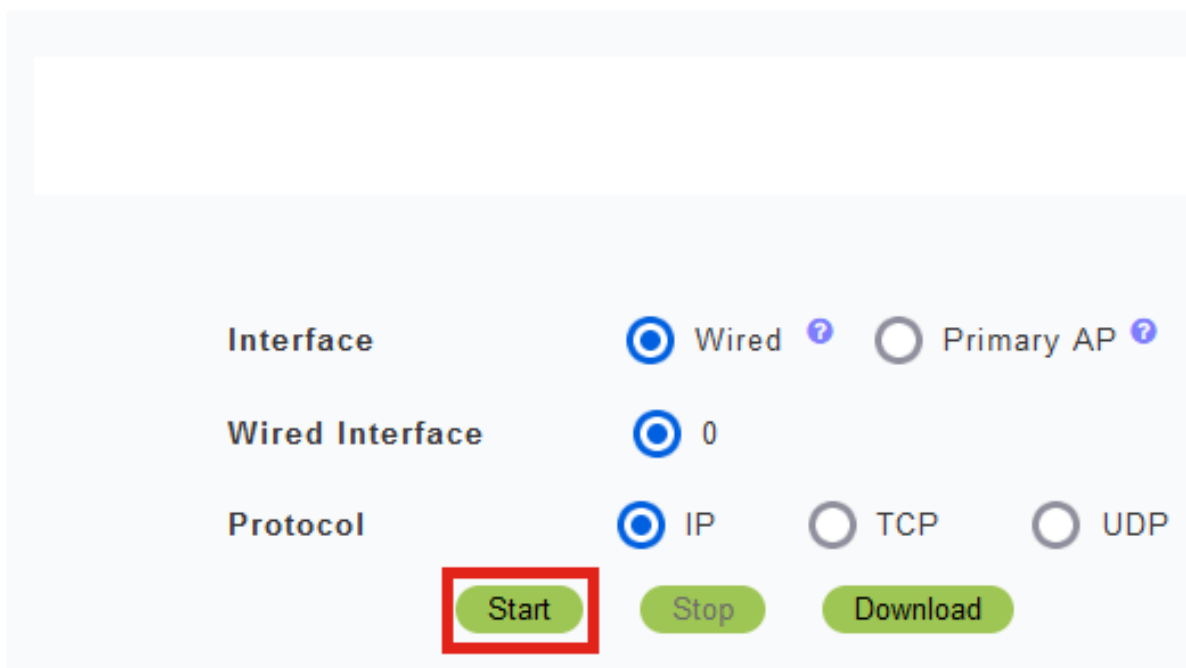 Interface Wired ? Primary AP ?
Wired Interface 0
Protocol IP TCP UDP
Start Stop Download